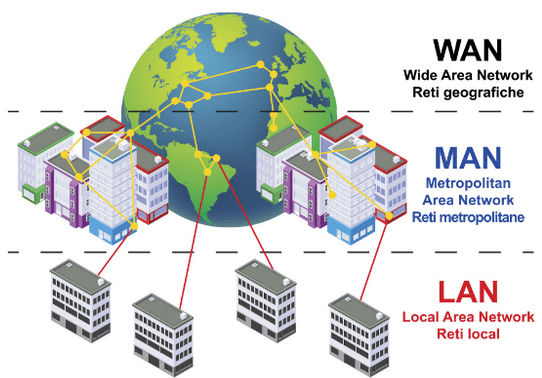 WAN
Wide Area Network
Reti geografiche
MAN
Metropolitan
Area Network
Reti metropolitane
LAN
Local Area Network
Reti local